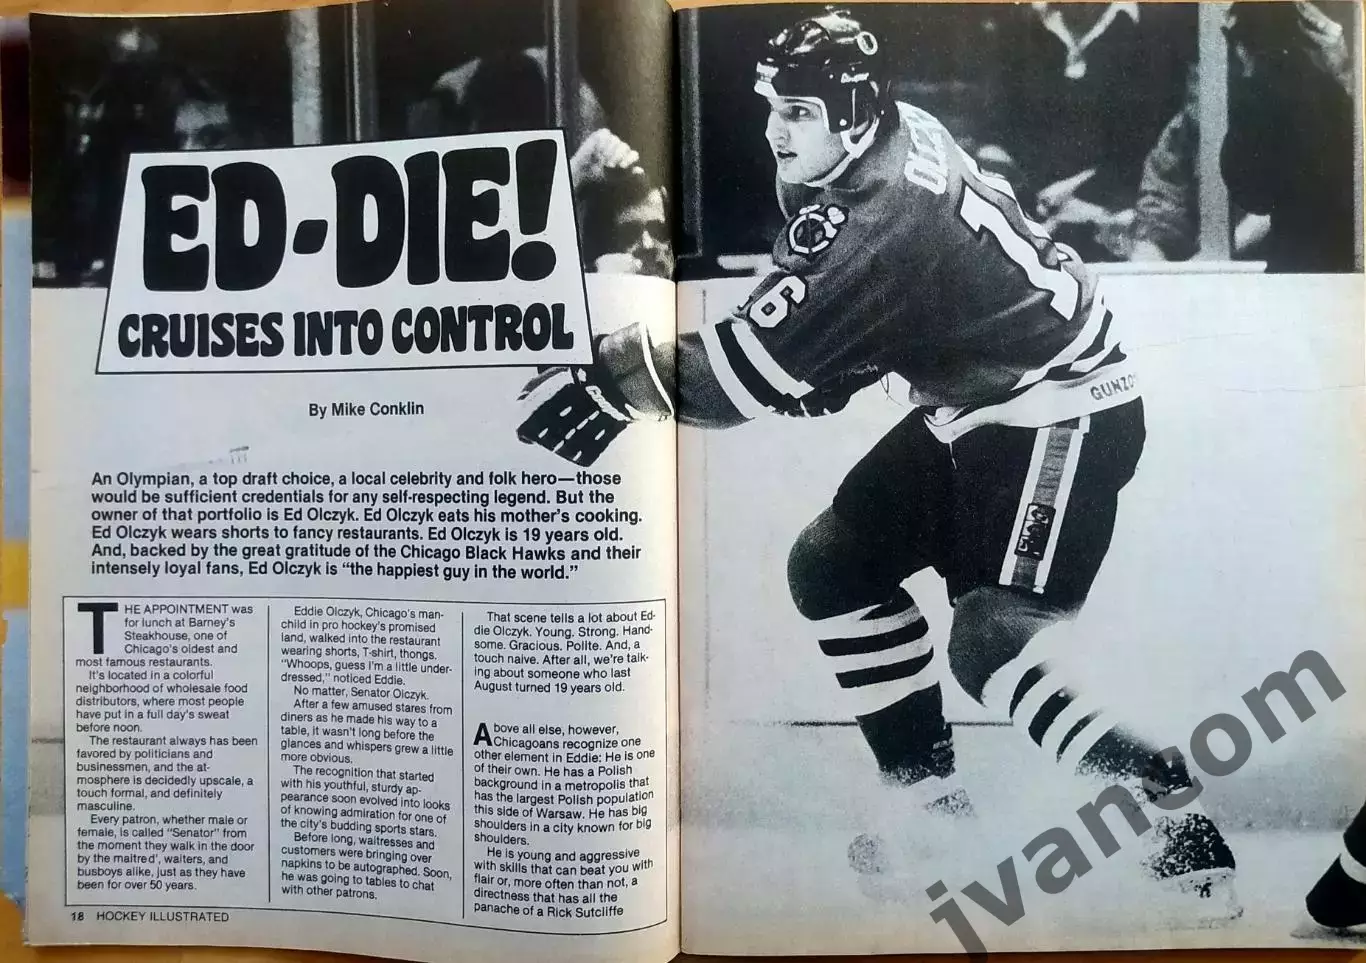 ED-DIE!
CRUISES INTO CONTROL
By Mike Conklin
An Olympian, a top draft choice, a local celebrity and folk hero—those
would be sufficient credentials for any self-respecting legend. But the
owner of that portfolio is Ed Olczyk. Ed Olczyk eats his mother's cooking.
Ed Olczyk wears shorts to fancy restaurants. Ed Olczyk is 19 years old.
And, backed by the great gratitude of the Chicago Black Hawks and their
intensely loyal fans, Ed Olczyk is "the happiest guy in the world."
THE APPOINTMENT was
for lunch at Barney's
Steakhouse, one of
Chicago's oldest and
most famous restaurants.
It's located in a colorful
neighborhood of wholesale food
distributors, where most people
have put in a full day's sweat
before noon.
The restaurant always has been
favored by politicians and
businessmen, and the at-
mosphere is decidedly upscale, a
touch formal, and definitely
masculine.
Every patron, whether male or
female, is called "Senator" from
the moment they walk in the door
by the maitred', waiters, and
busboys alike, just as they have
been for over 50 years.
Eddie Olczyk, Chicago's man-
child in pro hockey's promised
land, walked into the restaurant
wearing shorts, T-shirt, thongs.
"Whoops, guess I'm a little under-
dressed," noticed Eddie.
No matter, Senator Olczyk.
After a few amused stares from
diners as he made his way to a
table, it wasn't long before the
glances and whispers grew a little
more obvious.
The recognition that started
with his youthful, sturdy ap-
pearance soon evolved into looks
of knowing admiration for one of
the city's budding sports stars.
Before long, waitresses and
customers were bringing over
napkins to be autographed. Soon,
he was going to tables to chat
with other patrons.
That scene tells a lot about Ed-
die Olczyk. Young. Strong. Hand-
some. Gracious. Polite. And, a
touch naive. After all, we're talk-
ing about someone who last
August turned 19 years old.
Above all else, however,
Chicagoans recognize one
other element in Eddie: He is one
of their own. He has a Polish
background in a metropolis that
has the largest Polish population
this side of Warsaw. He has big
shoulders in a city known for big
shoulders.
He is young and aggressive
with skills that can beat you with
flair or, more often than not, a
directness that has all the
panache of a Rick Sutcliffe
18 HOCKEY ILLUSTRATED
OLCZY
16
16
GUNZO
jvancom